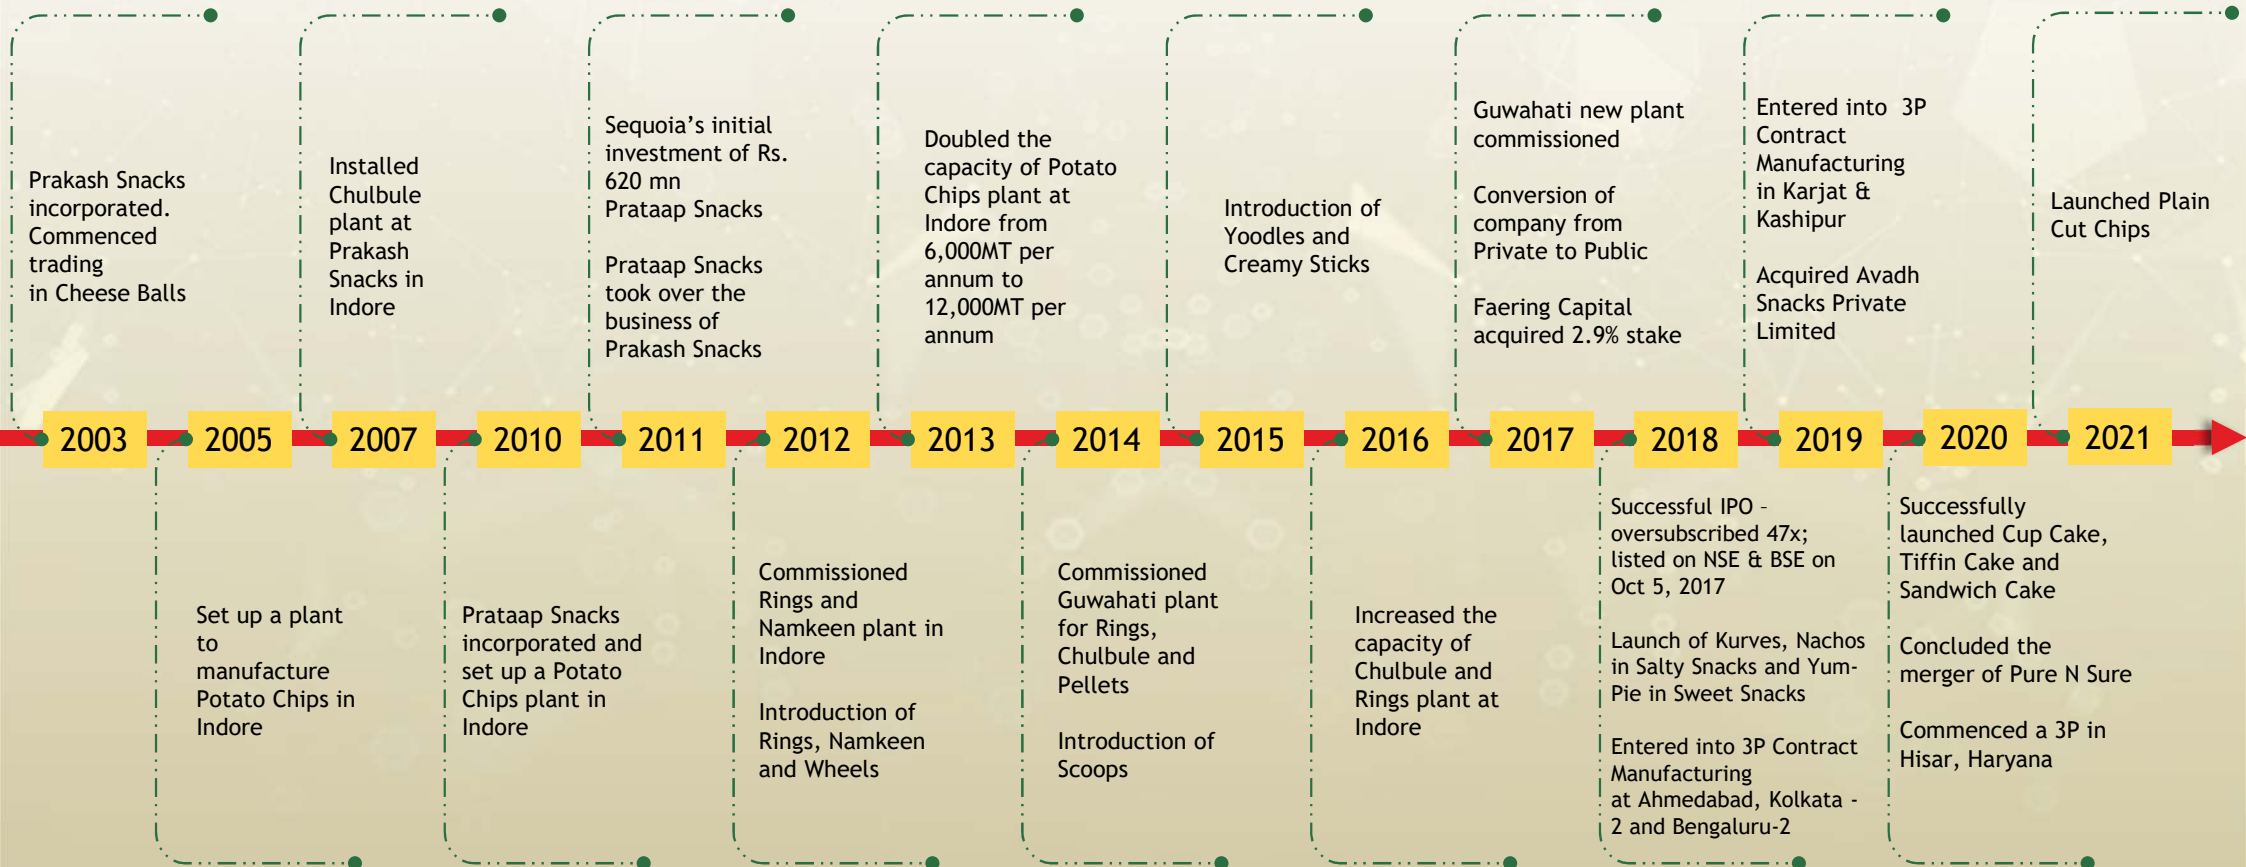 Prakash Snacks
incorporated.
Commenced
trading
in Cheese Balls
Installed
Chulbule
plant at
Prakash
Snacks in
Indore
Sequoia’s initial
investment of Rs.
620 mn
Prataap Snacks
Prataap Snacks
took over the
business of
Prakash Snacks
Doubled the
capacity of Potato
Chips plant at
Indore from
6,000MT per
annum to
12,000MT per
annum
Introduction of
Yoodles and
Creamy Sticks
Guwahati new plant
commissioned
Conversion of
company from
Private to Public
Faering Capital
acquired 2.9% stake
Entered into 3P
Contract
Manufacturing
in Karjat &
Kashipur
Acquired Avadh
Snacks Private
Limited
Launched Plain
Cut Chips
2003 2005 2007 2010 2011 2012 2013 2014 2015 2016 2017 2018 2019 2020 2021
Set up a plant
to
manufacture
Potato Chips in
Indore
Prataap Snacks
incorporated and
set up a Potato
Chips plant in
Indore
Commissioned
Rings and
Namkeen plant in
Indore
Introduction of
Rings, Namkeen
and Wheels
Commissioned
Guwahati plant
for Rings,
Chulbule and
Pellets
Introduction of
Scoops
Increased the
capacity of
Chulbule and
Rings plant at
Indore
Successful IPO –
oversubscribed 47x;
listed on NSE & BSE on
Oct 5, 2017
Launch of Kurves, Nachos
in Salty Snacks and Yum-
Pie in Sweet Snacks
Entered into 3P Contract
Manufacturing
at Ahmedabad, Kolkata -
2 and Bengaluru-2
Successfully
launched Cup Cake,
Tiffin Cake and
Sandwich Cake
Concluded the
merger of Pure N Sure
Commenced a 3P in
Hisar, Haryana